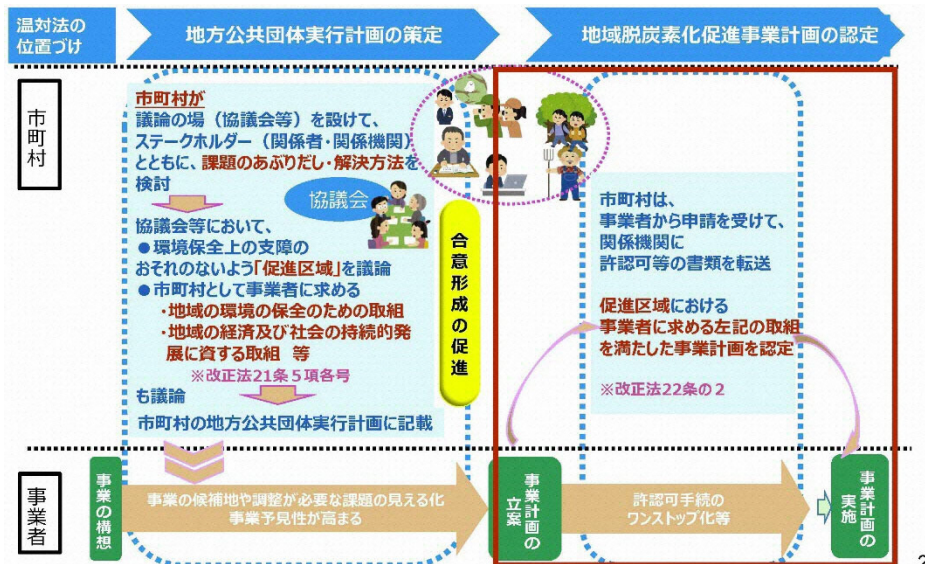 温対法の
位置づけ
地方公共団体実行計画の策定
地域脱炭素化促進事業計画の認定
市町村
市町村が
議論の場（協議会等）を設けて、
ステークホルダー（関係者・関係機関）
とともに、課題のあぶりだし・解決方法を
検討
協議会
協議会等において、
●環境保全上の支障の
おそれのないよう「促進区域」を議論
●市町村として事業者に求める
・地域の環境の保全のための取組
・地域の経済及び社会の持続的発
展に資する取組 等
※改正法21条５項各号
も議論
市町村の地方公共団体実行計画に記載
合意形成の促進
市町村は、
事業者から申請を受けて、
関係機関に
許認可等の書類を転送
促進区域における
事業者に求める左記の取組
を満たした事業計画を認定
※改正法22条の２
事業者
事業の構想
事業の候補地や調整が必要な課題の見える化
事業予見性が高まる
事業計画の
立案
許認可手続の
ワンストップ化等
事業計画の
実施
2